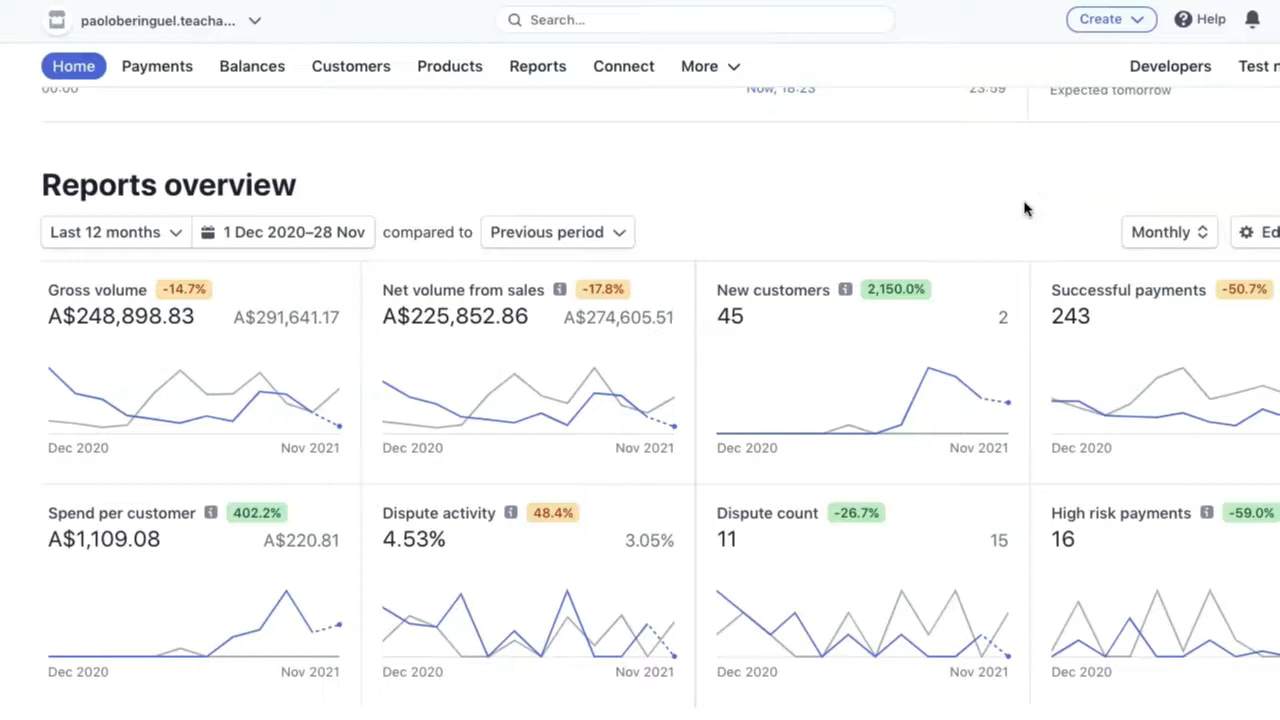 paoloberinguel.teacha...
Search...
Create
Help
Home
Payments
Balances
Customers
Products
Reports
Connect
More
Developers
Test
00:00
Now, 18:23
23:59
Expected tomorrow
Reports overview
Last 12 months
1 Dec 2020–28 Nov
compared to
Previous period
Monthly
Ed
Gross volume -14.7%
A$248,898.83 A$291,641.17
Dec 2020 Nov 2021
Net volume from sales -17.8%
A$225,852.86 A$274,605.51
Dec 2020 Nov 2021
New customers 2,150.0%
45 2
Dec 2020 Nov 2021
Successful payments -50.7%
243
Dec 2020
Spend per customer 402.2%
A$1,109.08 A$220.81
Dec 2020 Nov 2021
Dispute activity 48.4%
4.53% 3.05%
Dec 2020 Nov 2021
Dispute count -26.7%
11 15
Dec 2020 Nov 2021
High risk payments -59.0%
16
Dec 2020